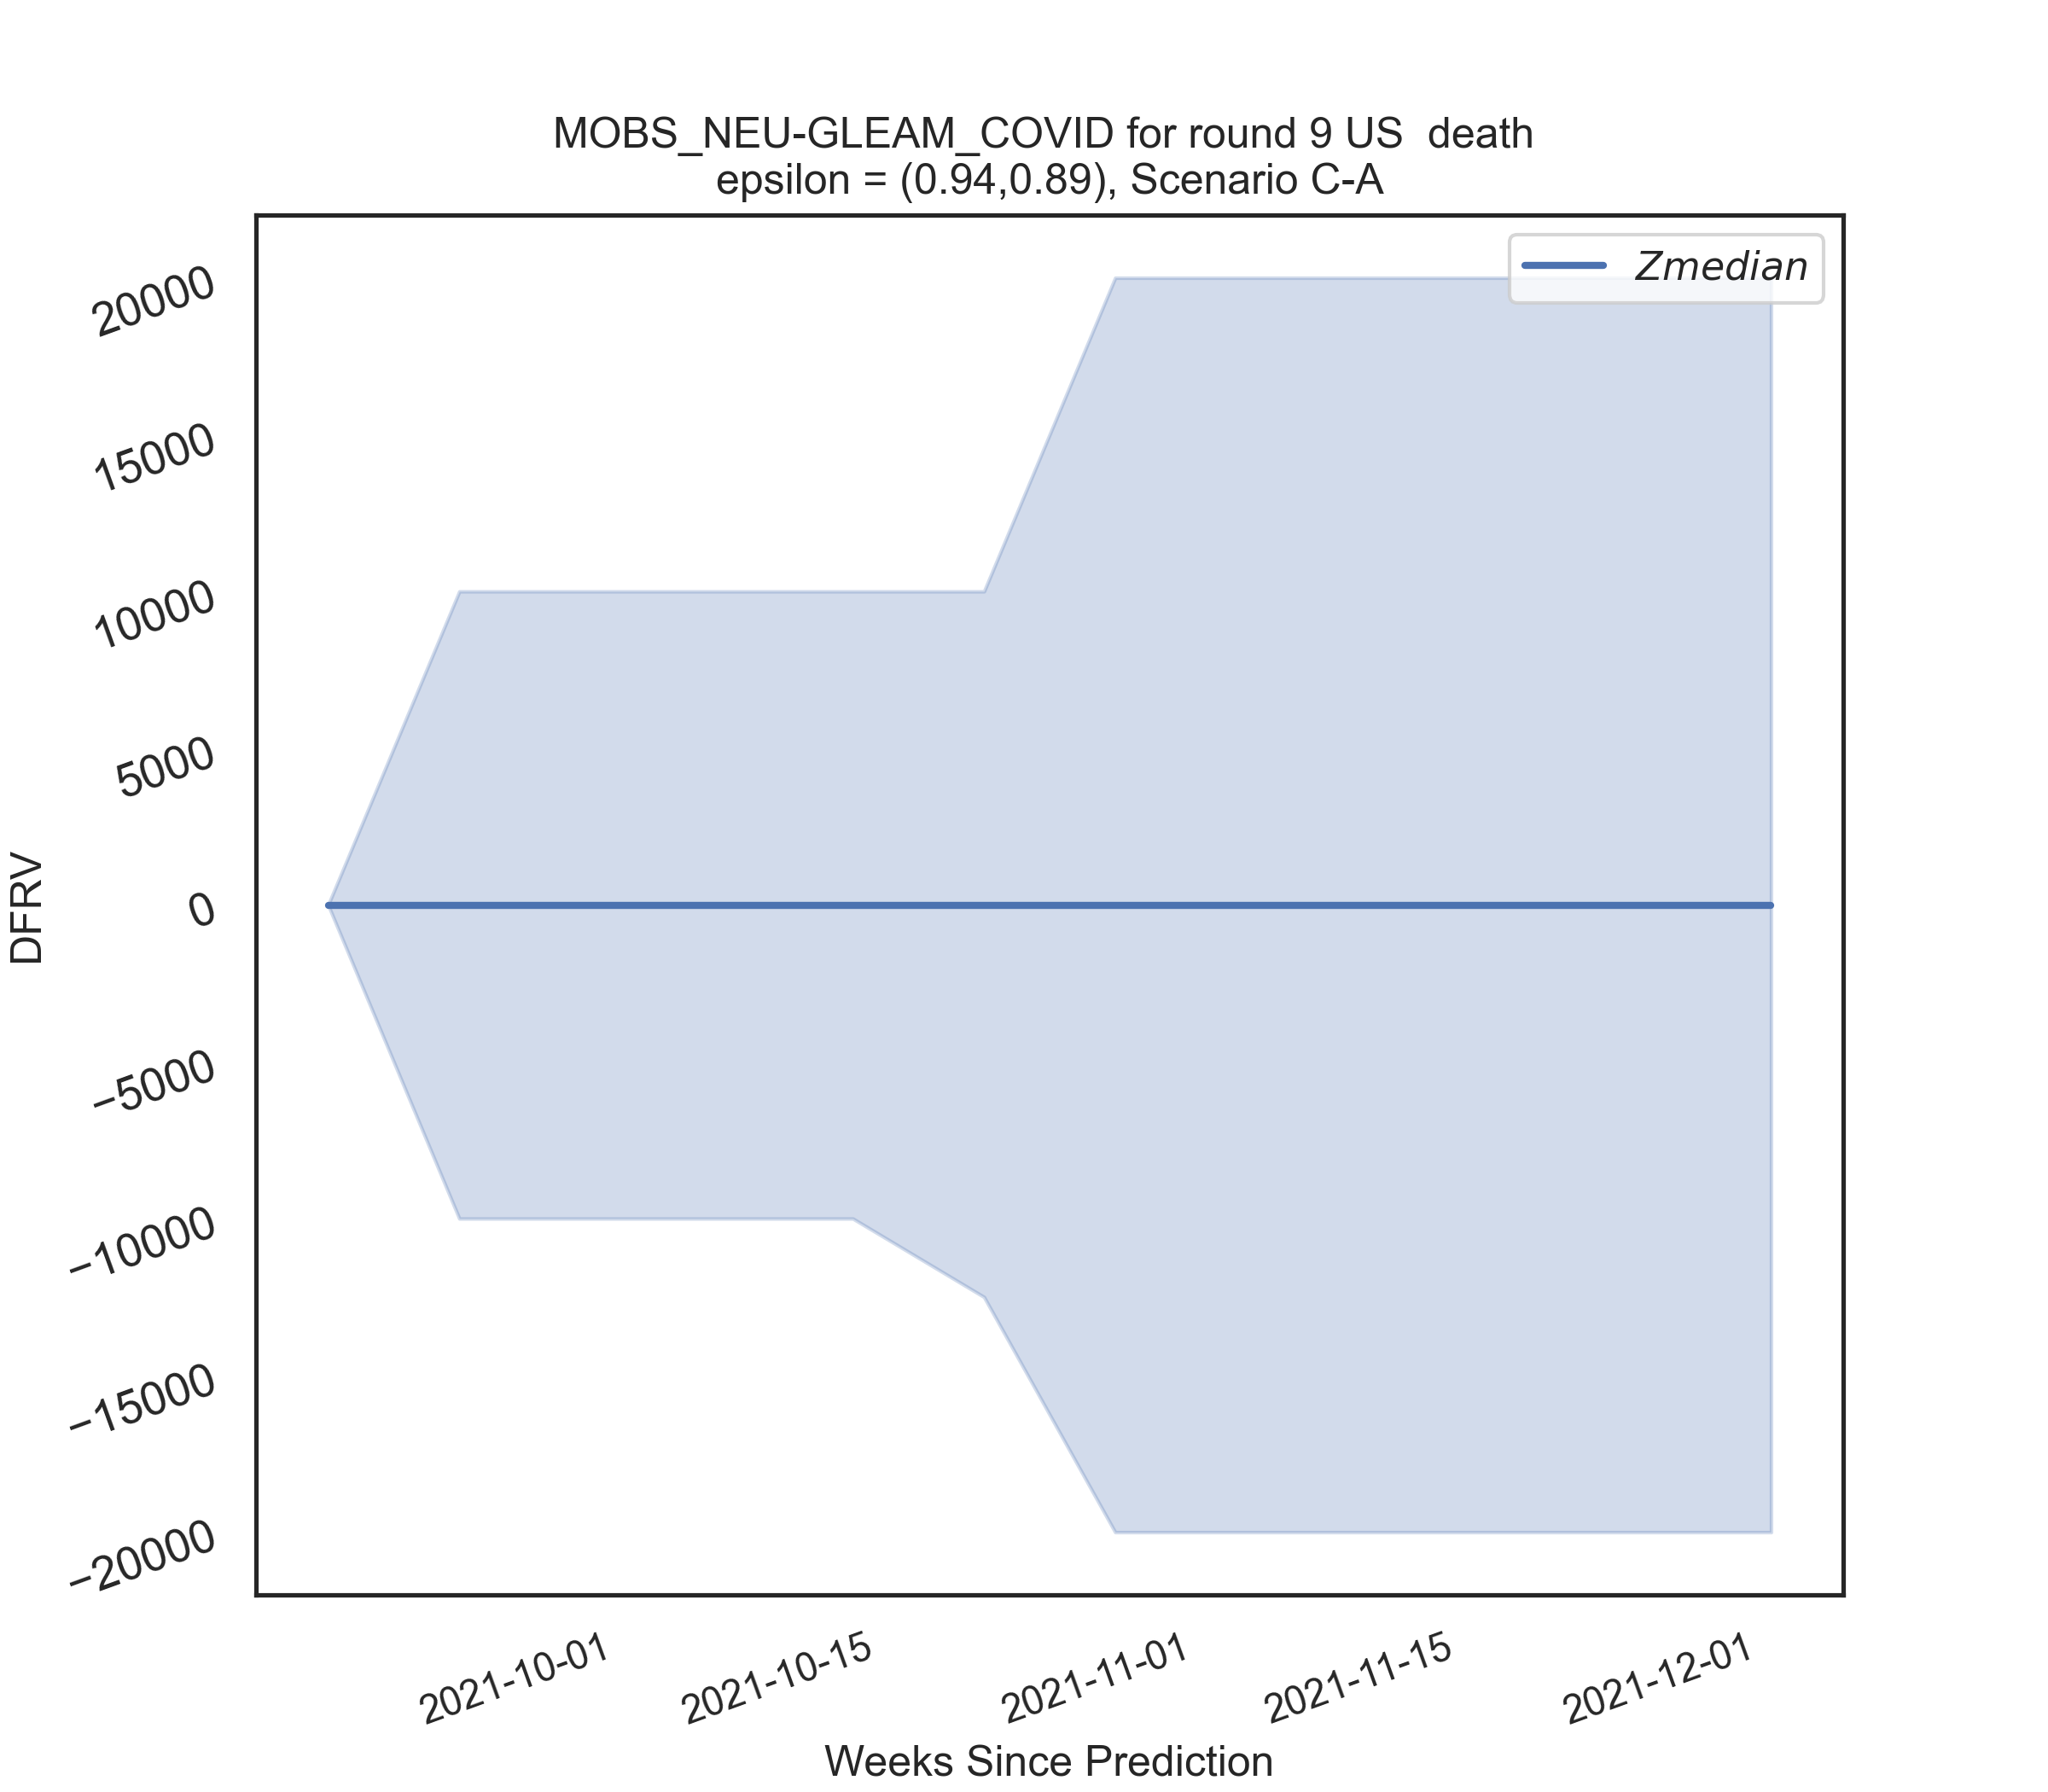 MOBS_NEU-GLEAM_COVID for round 9 US  death
epsilon = (0.94,0.89), Scenario C-A
Zmedian
20000
15000
10000
5000
0
−5000
−10000
−15000
−20000
DFRV
2021-10-01
2021-10-15
2021-11-01
2021-11-15
2021-12-01
Weeks Since Prediction